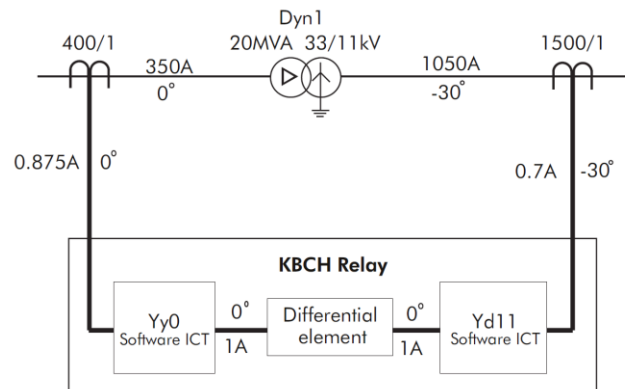 Dyn1
400/1
20MVA 33/11kV
1500/1
350A
0°
1050A
-30°
0.875A
0°
0.7A
-30°
KBCH Relay
Yy0
Software ICT
0°
1A
Differential
element
0°
1A
Yd11
Software ICT